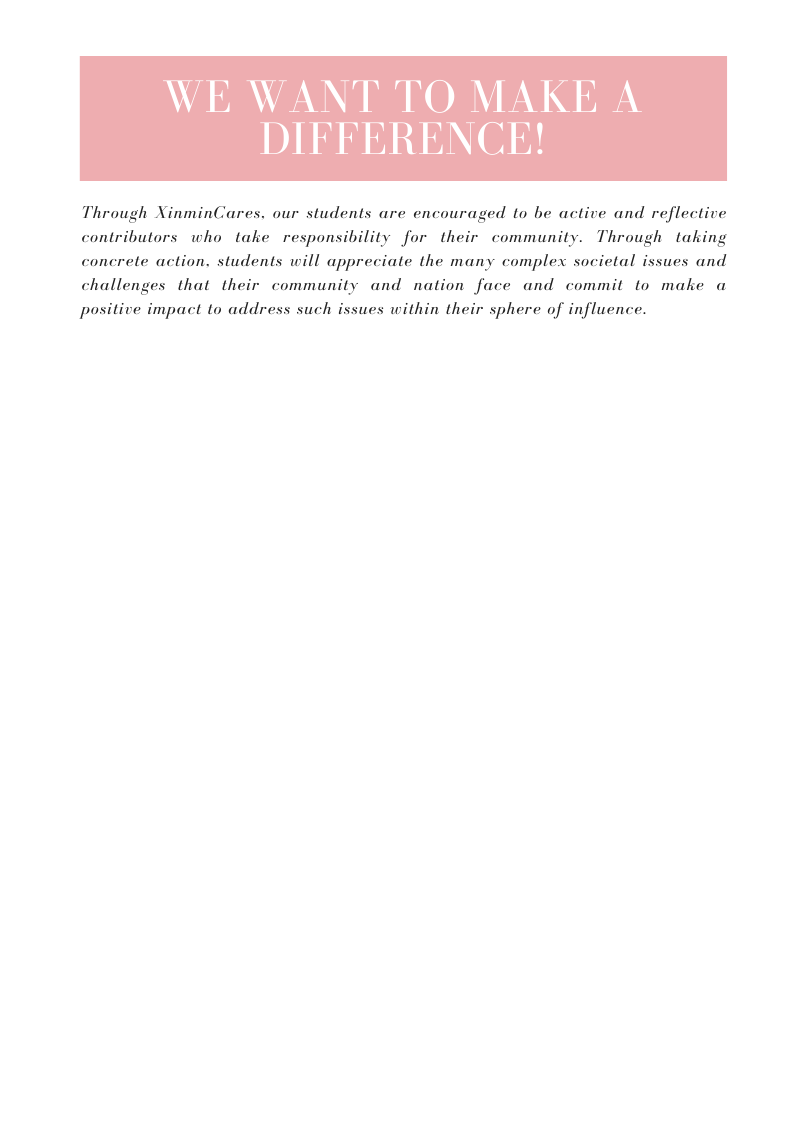 WE WANT TO MAKE A
DIFFERENCE!
Through XinminCares, our students are encouraged to be active and reflective
contributors who take responsibility for their community. Through taking
concrete action, students will appreciate the many complex societal issues and
challenges that their community and nation face and commit to make a
positive impact to address such issues within their sphere of influence.